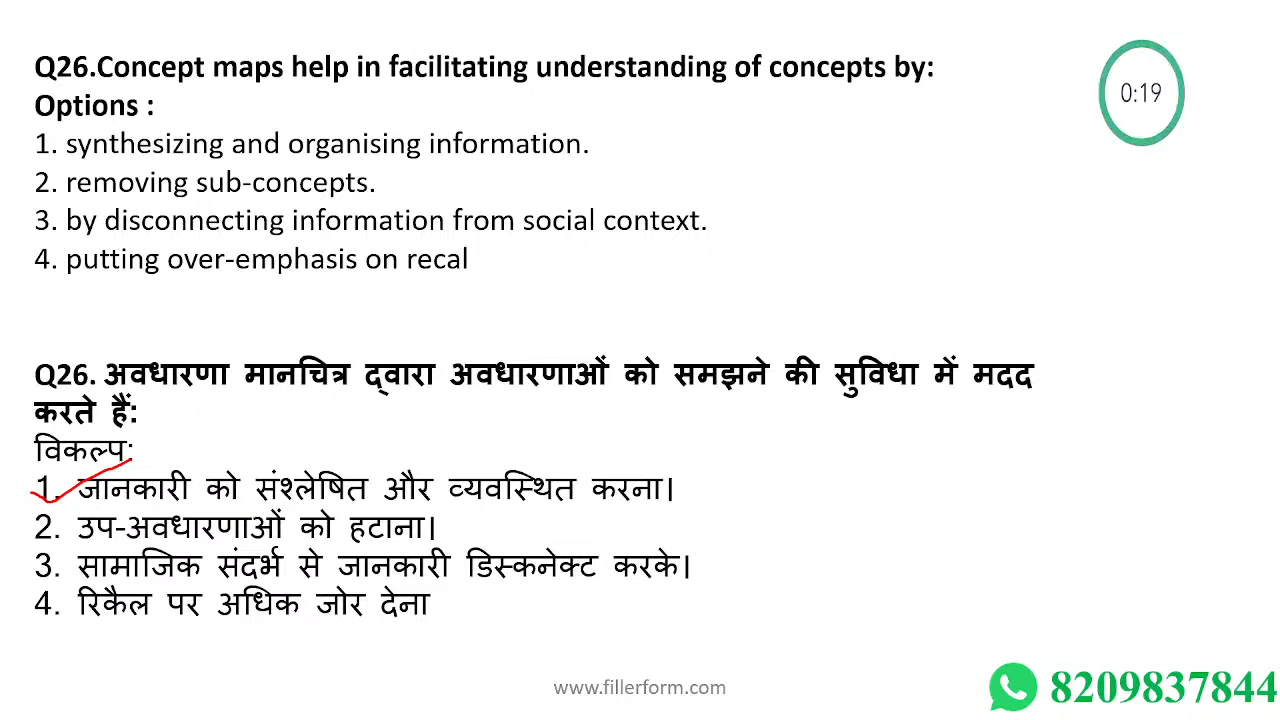 Q26.Concept maps help in facilitating understanding of concepts by:
Options :
1. synthesizing and organising information.
2. removing sub-concepts.
3. by disconnecting information from social context.
4. putting over-emphasis on recal
0:19
Q26. अवधारणा मानचित्र द्वारा अवधारणाओं को समझने की सुविधा में मदद
करते हैं:
विकल्प:
1. जानकारी को संश्लेषित और व्यवस्थित करना।
2. उप-अवधारणाओं को हटाना।
3. सामाजिक संदर्भ से जानकारी डिस्कनेक्ट करके।
4. रिकैल पर अधिक जोर देना
www.fillerform.com
8209837844